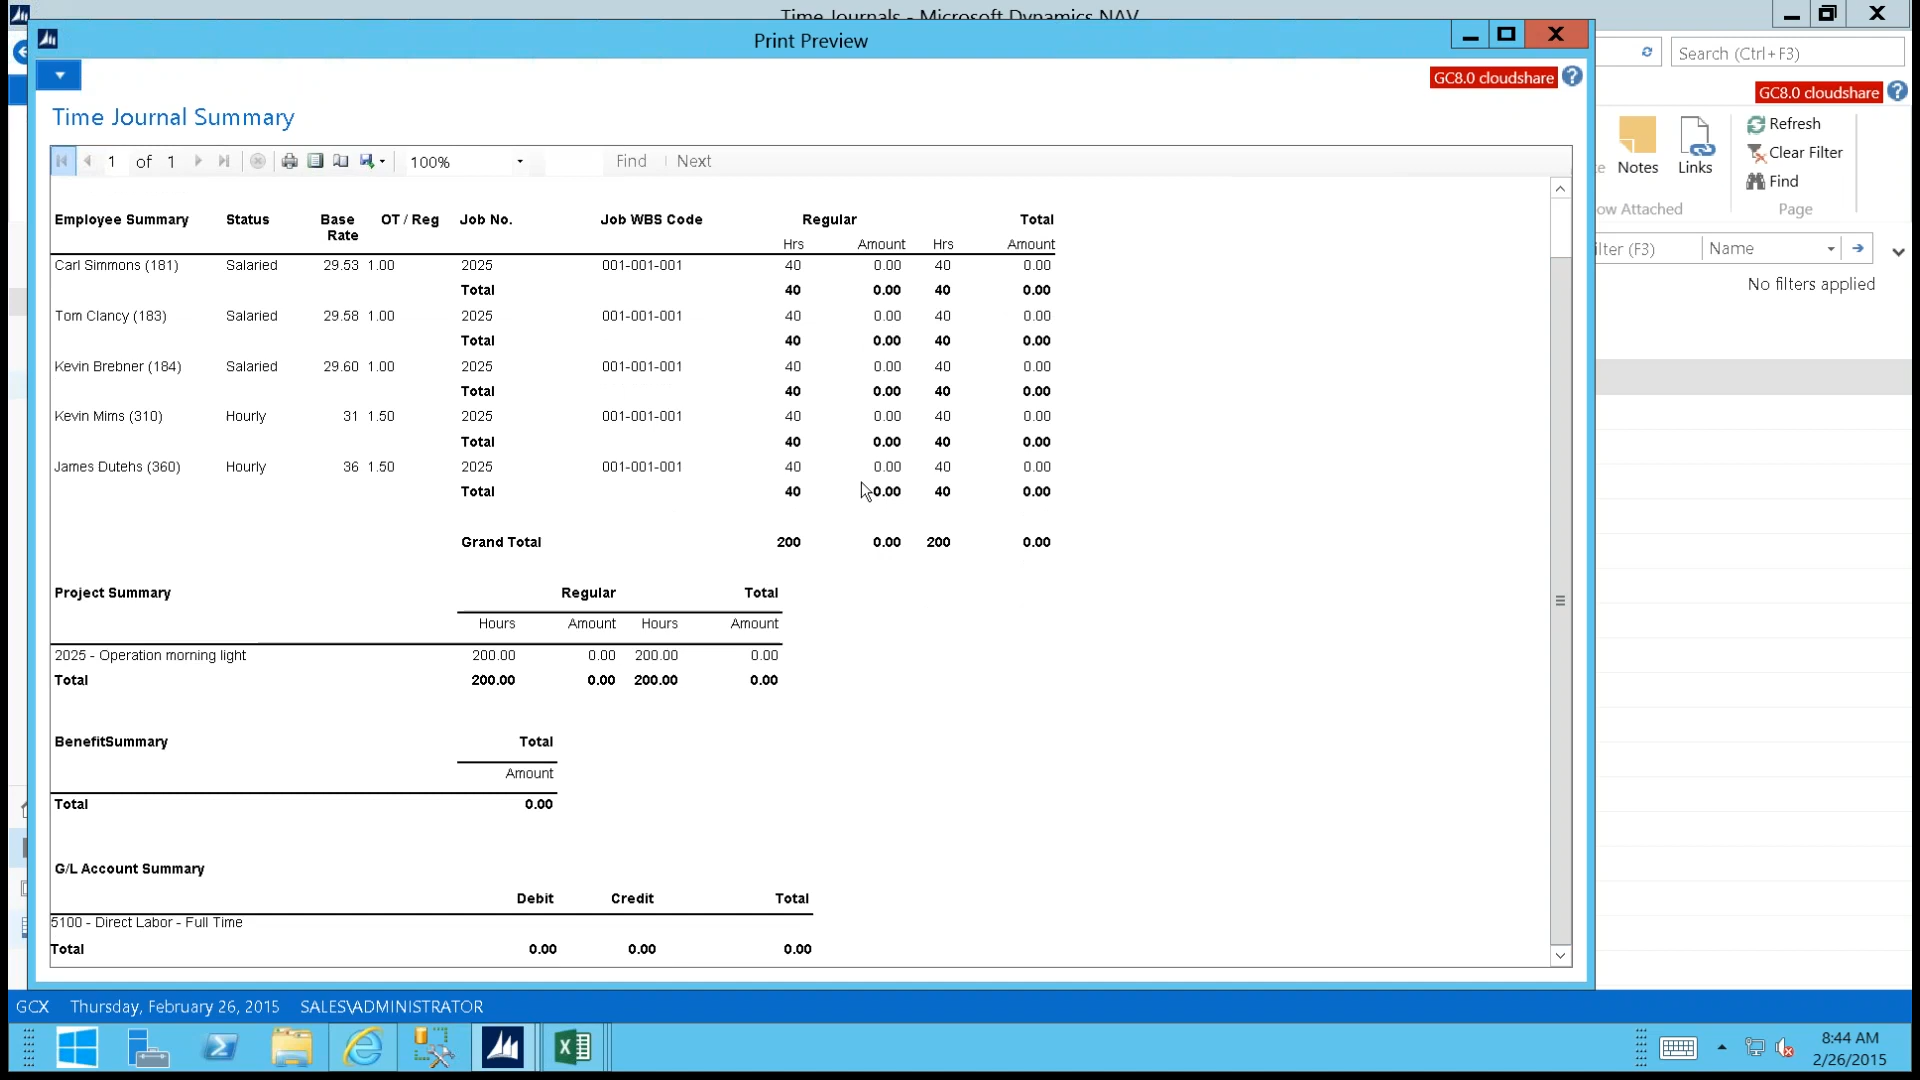 Time Journals - Microsoft Dynamics NAV
Print Preview
Search (Ctrl+F3)
GC8.0 cloudshare
GC8.0 cloudshare
Time Journal Summary
Refresh
Notes
Links
Clear Filter
Find
Page
1 of 1
100%
Find
Next
(F3)
Name
No filters applied
Employee Summary Status Base Rate OT / Reg Job No. Job WBS Code Regular Total
Hrs Amount Hrs Amount
Carl Simmons (181) Salaried 29.53 1.00 2025 001-001-001 40 0.00 40 0.00
Total 40 0.00 40 0.00
Tom Clancy (183) Salaried 29.58 1.00 2025 001-001-001 40 0.00 40 0.00
Total 40 0.00 40 0.00
Kevin Brebner (184) Salaried 29.60 1.00 2025 001-001-001 40 0.00 40 0.00
Total 40 0.00 40 0.00
Kevin Mims (310) Hourly 31 1.50 2025 001-001-001 40 0.00 40 0.00
Total 40 0.00 40 0.00
James Dutehs (360) Hourly 36 1.50 2025 001-001-001 40 0.00 40 0.00
Total 40 0.00 40 0.00
Grand Total 200 0.00 200 0.00
Project Summary Regular Total
Hours Amount Hours Amount
2025 - Operation morning light 200.00 0.00 200.00 0.00
Total 200.00 0.00 200.00 0.00
BenefitSummary Total
Amount
Total 0.00
G/L Account Summary
Debit Credit Total
5100 - Direct Labor - Full Time
Total 0.00 0.00 0.00
GCX Thursday, February 26, 2015 SALES\ADMINISTRATOR
8:44 AM
2/26/2015